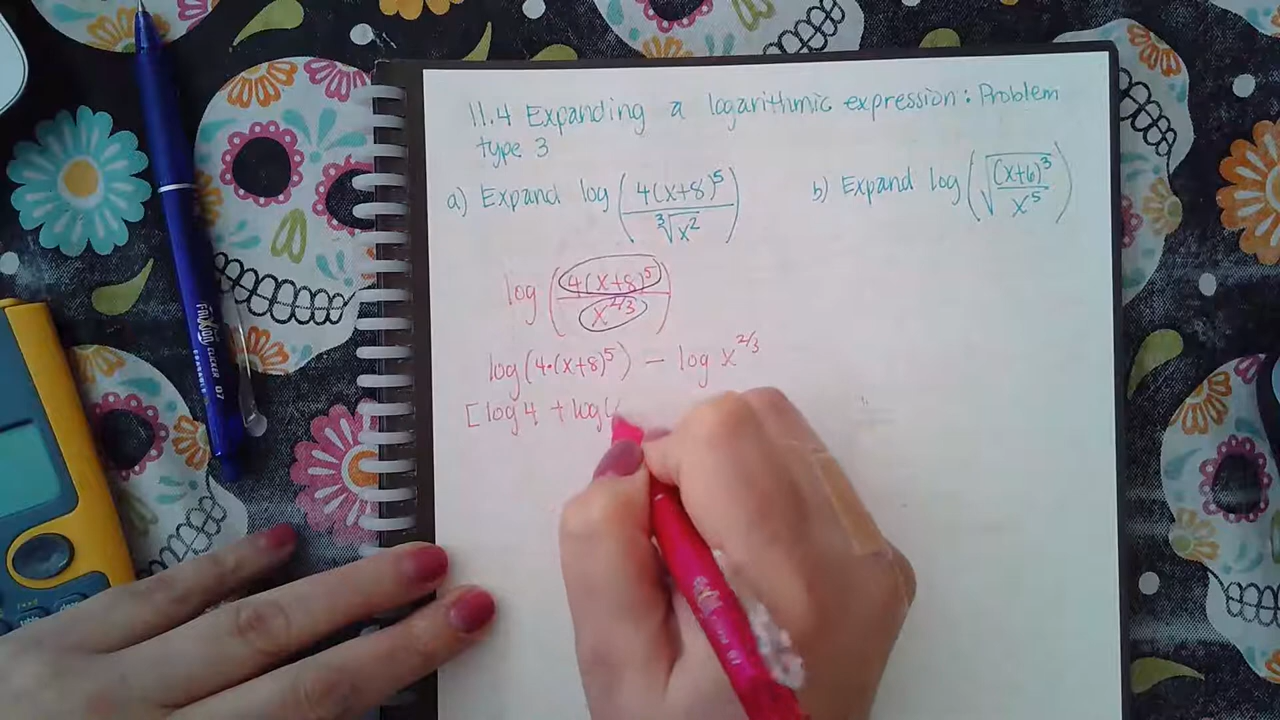 11.4 Expanding a logarithmic expression: Problem
type 3
a) Expand log(4(x+8)^5 / ∛x^2)
b) Expand log(√((x+6)^3 / x^5))
log(4(x+8)^5 / x^2/3)
log(4·(x+8)^5) − log x^2/3
[log 4 + log(